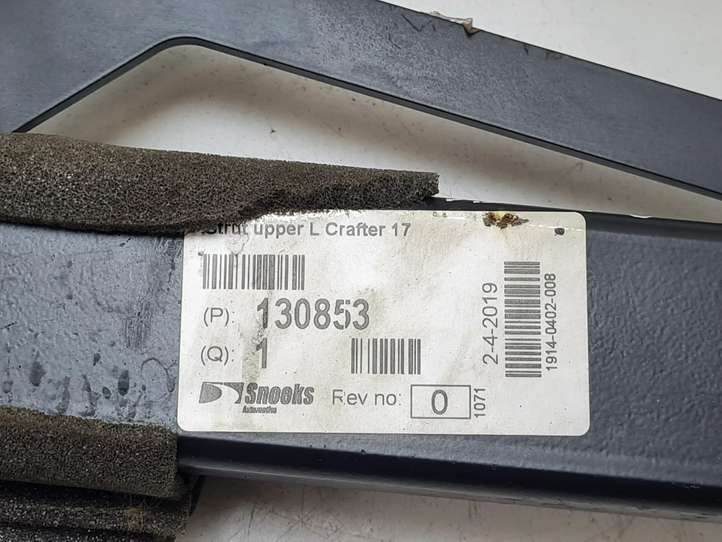 Strut upper L Crafter 17
(P): 130853
(Q): 1
Snooks
Automotive
Rev no: 0
1071
2-4-2019
1914-0402-008